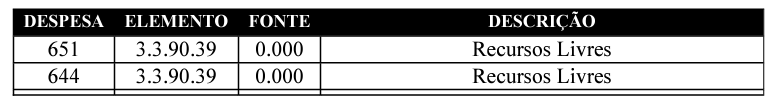 DESPESA ELEMENTO FONTE DESCRIÇÃO
651 3.3.90.39 0.000 Recursos Livres
644 3.3.90.39 0.000 Recursos Livres